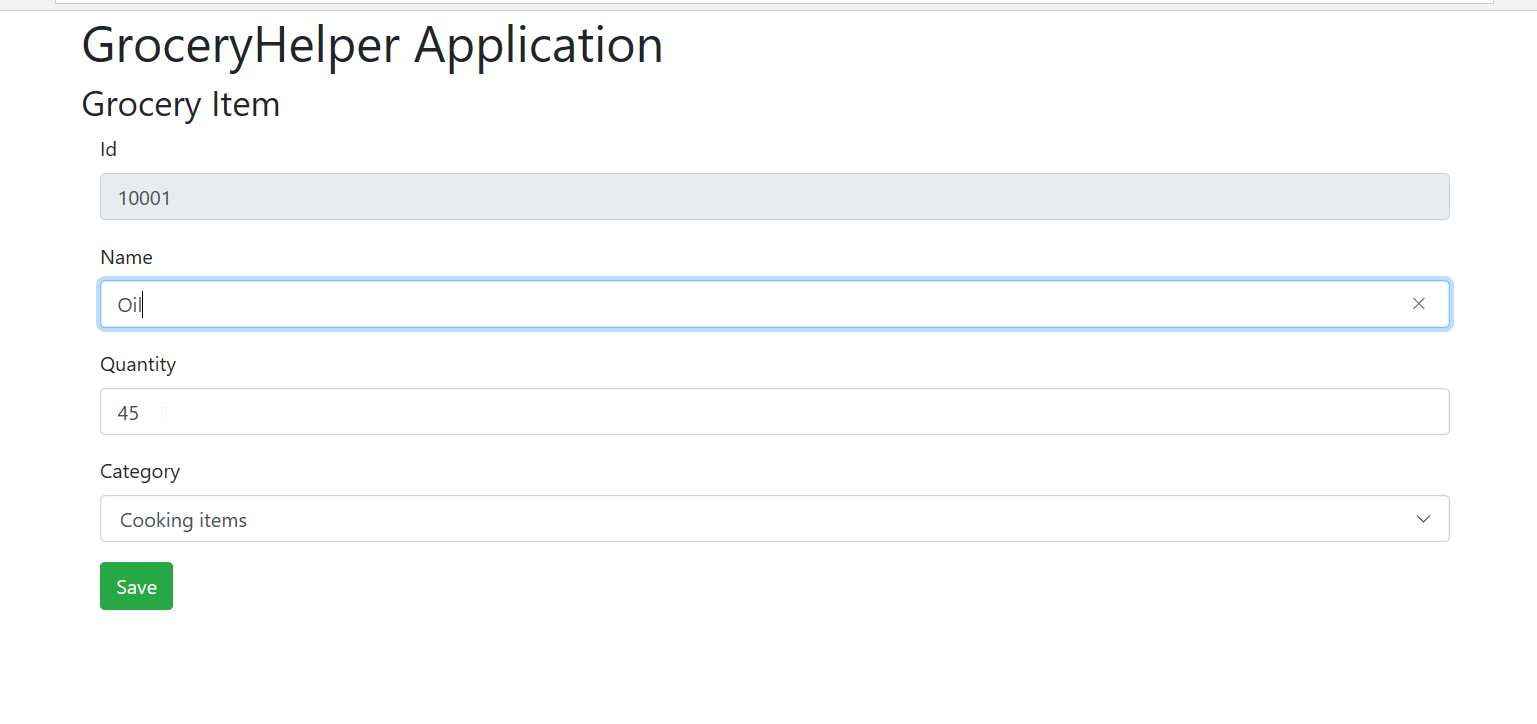 GroceryHelper Application
Grocery Item
Id
10001
Name
Oil
Quantity
45
Category
Cooking items
Save